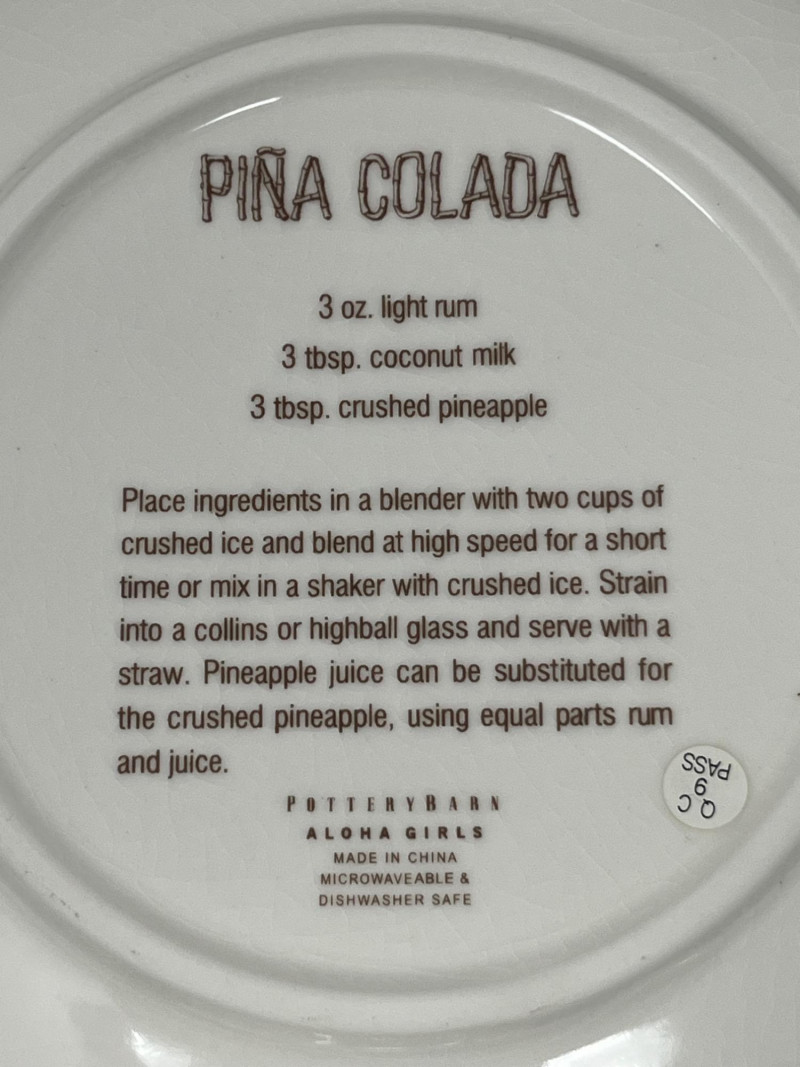 PIÑA COLADA
3 oz. light rum
3 tbsp. coconut milk
3 tbsp. crushed pineapple
Place ingredients in a blender with two cups of
crushed ice and blend at high speed for a short
time or mix in a shaker with crushed ice. Strain
into a collins or highball glass and serve with a
straw. Pineapple juice can be substituted for
the crushed pineapple, using equal parts rum
and juice.
POTTERY BARN
ALOHA GIRLS
MADE IN CHINA
MICROWAVEABLE &
DISHWASHER SAFE
QC
9
PASS